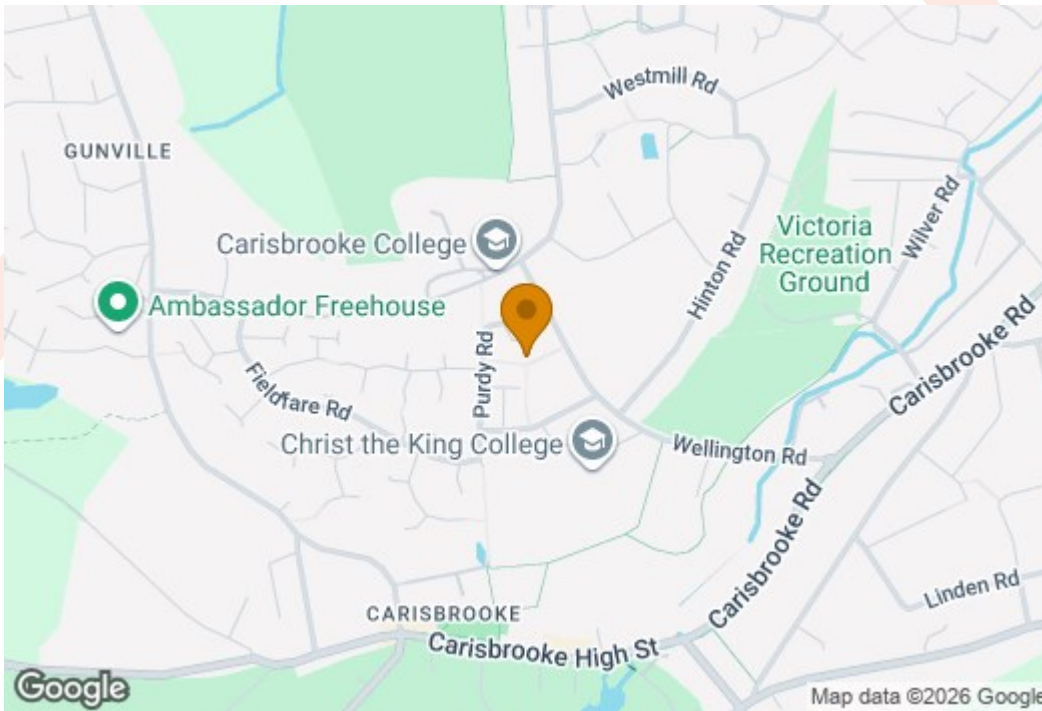 Westmill Rd
GUNVILLE
Wilver Rd
Carisbrooke College
Victoria
Recreation
Ground
Hinton Rd
Ambassador Freehouse
Purdy Rd
Carisbrooke Rd
Fieldfare Rd
Christ the King College
Wellington Rd
Carisbrooke Rd
Linden Rd
CARISBROOKE
Carisbrooke High St
Google
Map data ©2026 Google